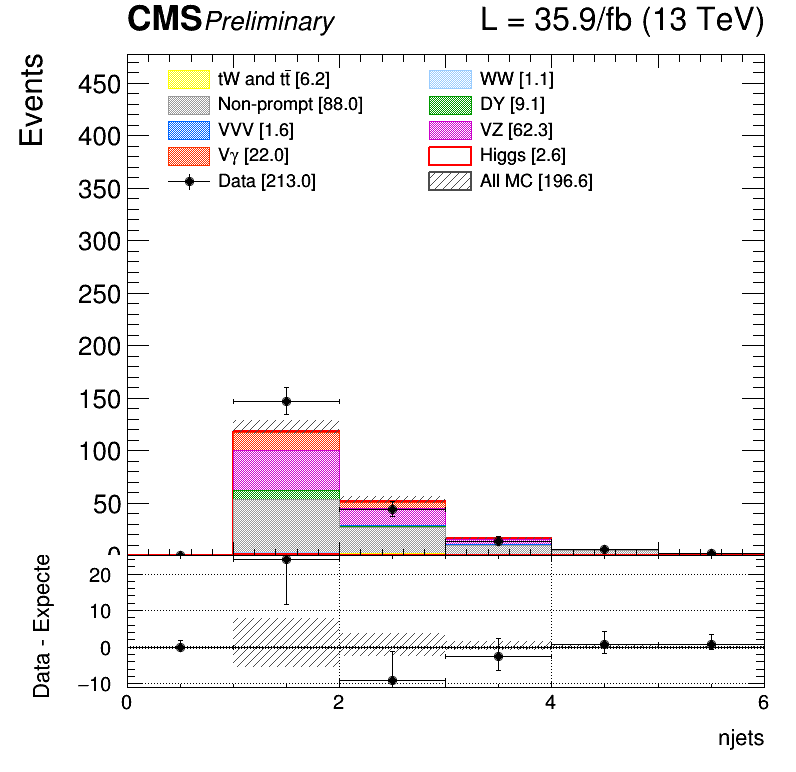 CMS Preliminary L = 35.9/fb (13 TeV)
Events
450
400
350
300
250
200
150
100
50
0
tW and tt̄ [6.2]
Non-prompt [88.0]
VVV [1.6]
Vγ [22.0]
Data [213.0]
WW [1.1]
DY [9.1]
VZ [62.3]
Higgs [2.6]
All MC [196.6]
Data - Expecte
20
10
0
−10
0 2 4 6
njets